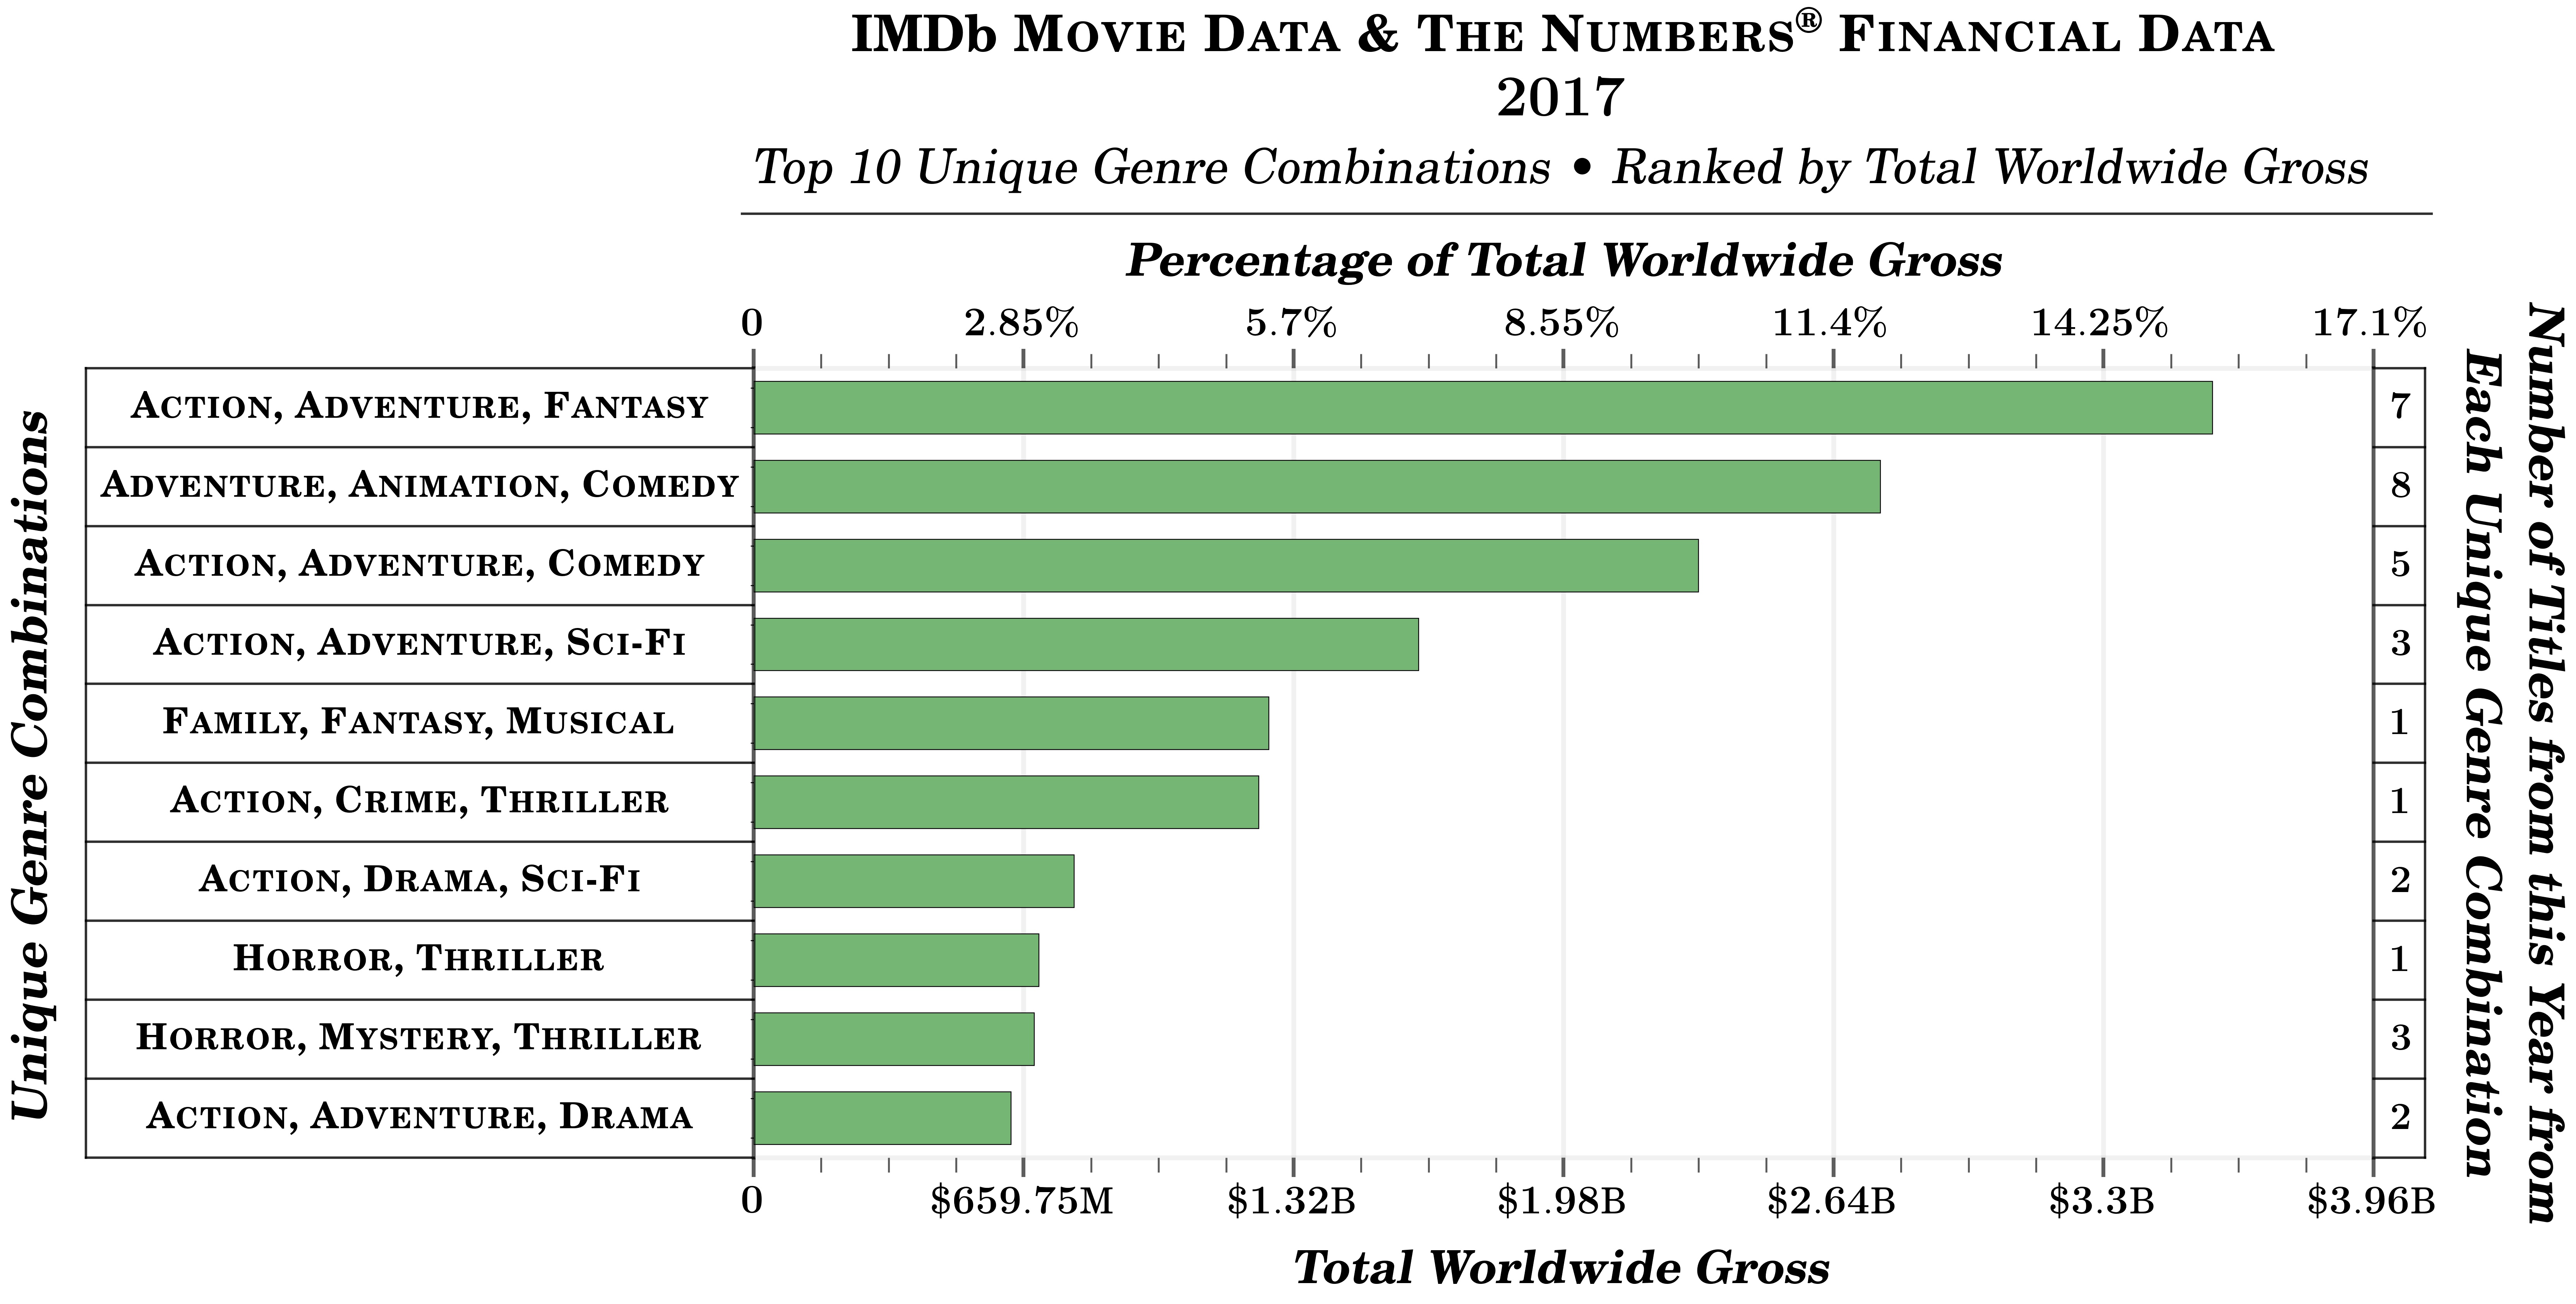 IMDb Movie Data & The Numbers® Financial Data
2017
Top 10 Unique Genre Combinations • Ranked by Total Worldwide Gross
Percentage of Total Worldwide Gross
0 2.85% 5.7% 8.55% 11.4% 14.25% 17.1%
Unique Genre Combinations
Action, Adventure, Fantasy 7
Adventure, Animation, Comedy 8
Action, Adventure, Comedy 5
Action, Adventure, Sci-Fi 3
Family, Fantasy, Musical 1
Action, Crime, Thriller 1
Action, Drama, Sci-Fi 2
Horror, Thriller 1
Horror, Mystery, Thriller 3
Action, Adventure, Drama 2
Number of Titles from this Year from
Each Unique Genre Combination
0 $659.75M $1.32B $1.98B $2.64B $3.3B $3.96B
Total Worldwide Gross